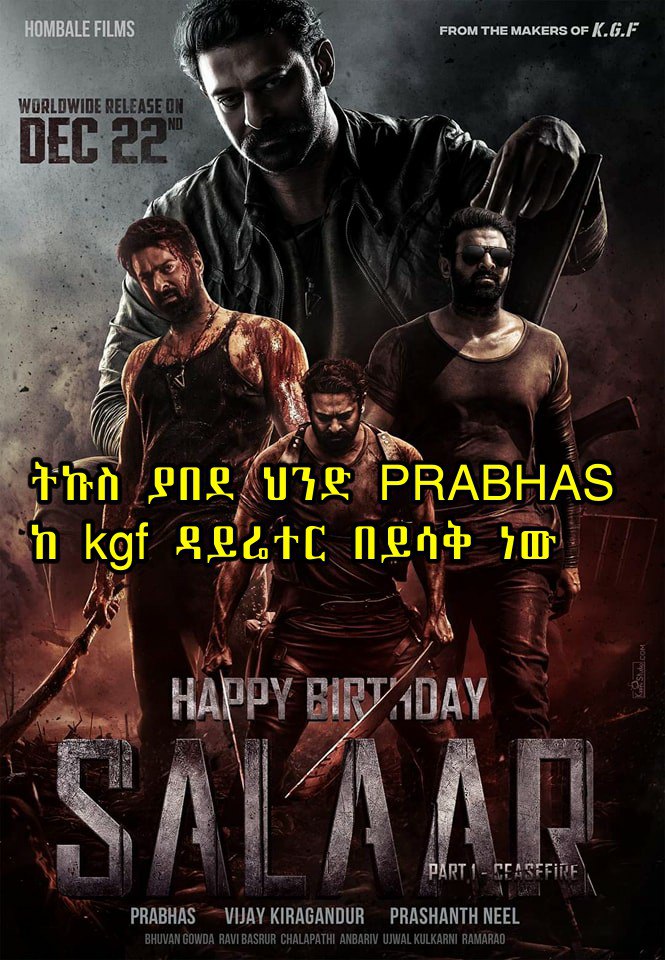 HOMBALE FILMS
FROM THE MAKERS OF K.G.F
WORLDWIDE RELEASE ON
DEC 22ND
ትኩስ ያበደ ህንድ PRABHAS
ከ kgf ዳይሬተር በይሳቅ ነው
HAPPY BIRTHDAY
SALAAR
PART 1 - CEASEFIRE
PRABHAS VIJAY KIRAGANDUR PRASHANTH NEEL
BHUVAN GOWDA RAVI BASRUR CHALAPATHI ANBARIV UJWAL KULKARNI RAMARAO